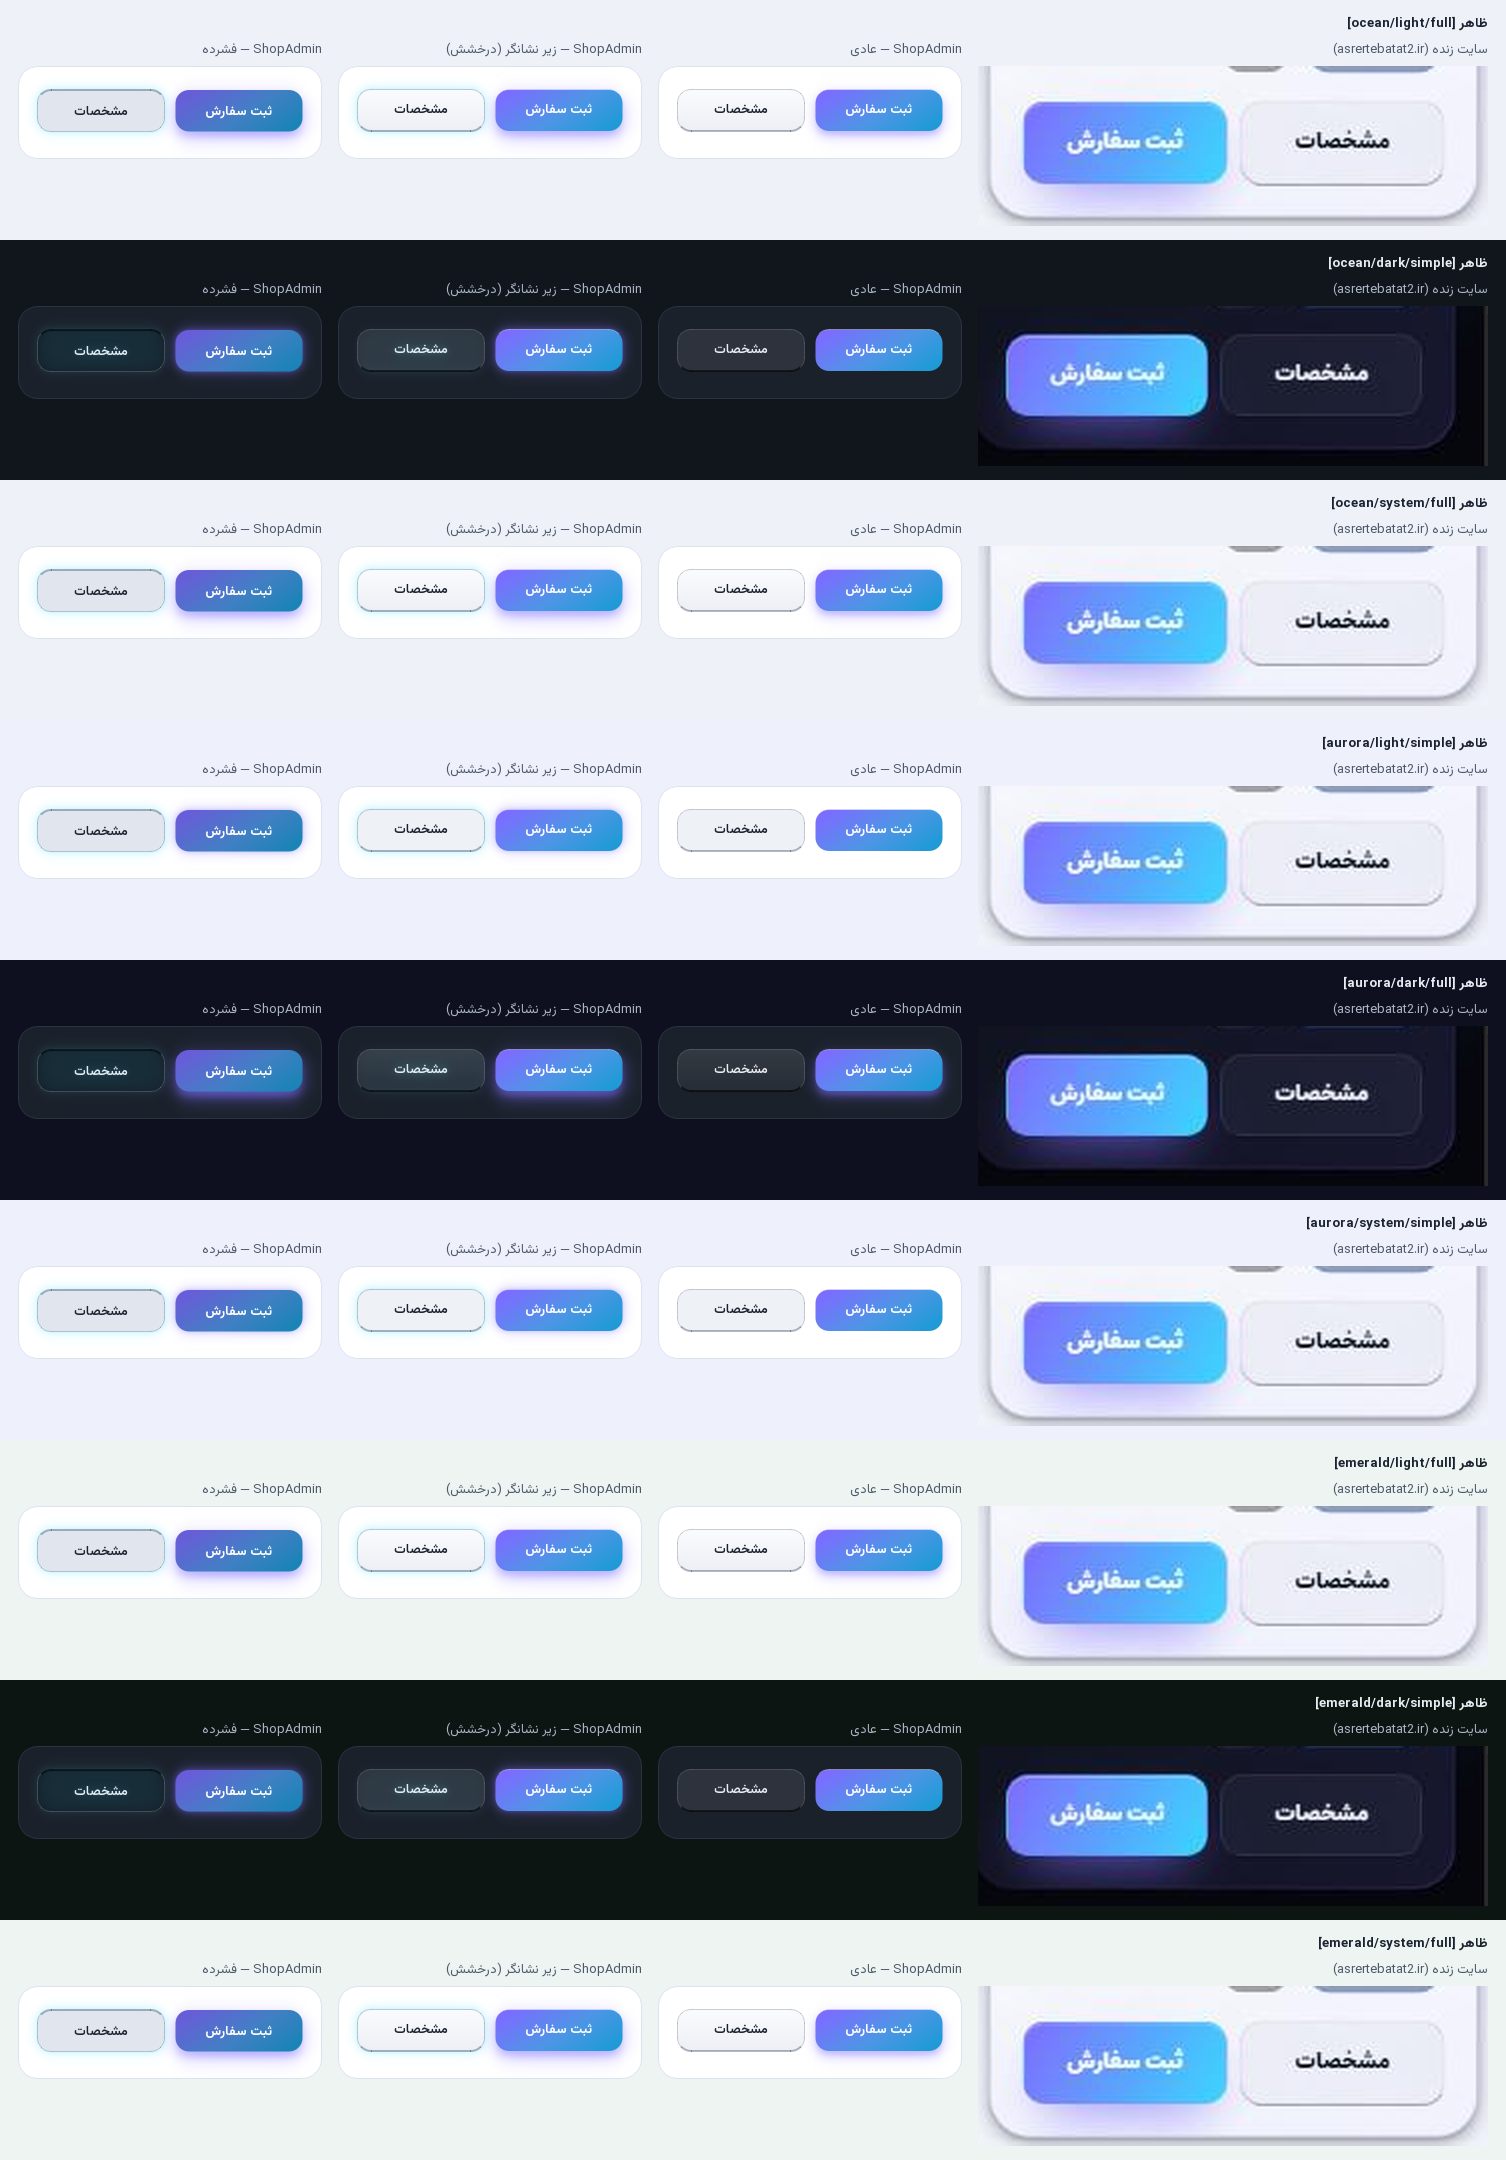 ظاهر [ocean/light/full]
سایت زنده (asrertebatat2.ir)
ShopAdmin — عادی
ShopAdmin — زیر نشانگر (درخشش)
ShopAdmin — فشرده
مشخصات
ثبت سفارش
ثبت سفارش
مشخصات
ثبت سفارش
مشخصات
ثبت سفارش
مشخصات
ظاهر [ocean/dark/simple]
سایت زنده (asrertebatat2.ir)
ShopAdmin — عادی
ShopAdmin — زیر نشانگر (درخشش)
ShopAdmin — فشرده
مشخصات
ثبت سفارش
ثبت سفارش
مشخصات
ثبت سفارش
مشخصات
ثبت سفارش
مشخصات
ظاهر [ocean/system/full]
سایت زنده (asrertebatat2.ir)
ShopAdmin — عادی
ShopAdmin — زیر نشانگر (درخشش)
ShopAdmin — فشرده
مشخصات
ثبت سفارش
ثبت سفارش
مشخصات
ثبت سفارش
مشخصات
ثبت سفارش
مشخصات
ظاهر [aurora/light/simple]
سایت زنده (asrertebatat2.ir)
ShopAdmin — عادی
ShopAdmin — زیر نشانگر (درخشش)
ShopAdmin — فشرده
مشخصات
ثبت سفارش
ثبت سفارش
مشخصات
ثبت سفارش
مشخصات
ثبت سفارش
مشخصات
ظاهر [aurora/dark/full]
سایت زنده (asrertebatat2.ir)
ShopAdmin — عادی
ShopAdmin — زیر نشانگر (درخشش)
ShopAdmin — فشرده
مشخصات
ثبت سفارش
ثبت سفارش
مشخصات
ثبت سفارش
مشخصات
ثبت سفارش
مشخصات
ظاهر [aurora/system/simple]
سایت زنده (asrertebatat2.ir)
ShopAdmin — عادی
ShopAdmin — زیر نشانگر (درخشش)
ShopAdmin — فشرده
مشخصات
ثبت سفارش
ثبت سفارش
مشخصات
ثبت سفارش
مشخصات
ثبت سفارش
مشخصات
ظاهر [emerald/light/full]
سایت زنده (asrertebatat2.ir)
ShopAdmin — عادی
ShopAdmin — زیر نشانگر (درخشش)
ShopAdmin — فشرده
مشخصات
ثبت سفارش
ثبت سفارش
مشخصات
ثبت سفارش
مشخصات
ثبت سفارش
مشخصات
ظاهر [emerald/dark/simple]
سایت زنده (asrertebatat2.ir)
ShopAdmin — عادی
ShopAdmin — زیر نشانگر (درخشش)
ShopAdmin — فشرده
مشخصات
ثبت سفارش
ثبت سفارش
مشخصات
ثبت سفارش
مشخصات
ثبت سفارش
مشخصات
ظاهر [emerald/system/full]
سایت زنده (asrertebatat2.ir)
ShopAdmin — عادی
ShopAdmin — زیر نشانگر (درخشش)
ShopAdmin — فشرده
مشخصات
ثبت سفارش
ثبت سفارش
مشخصات
ثبت سفارش
مشخصات
ثبت سفارش
مشخصات